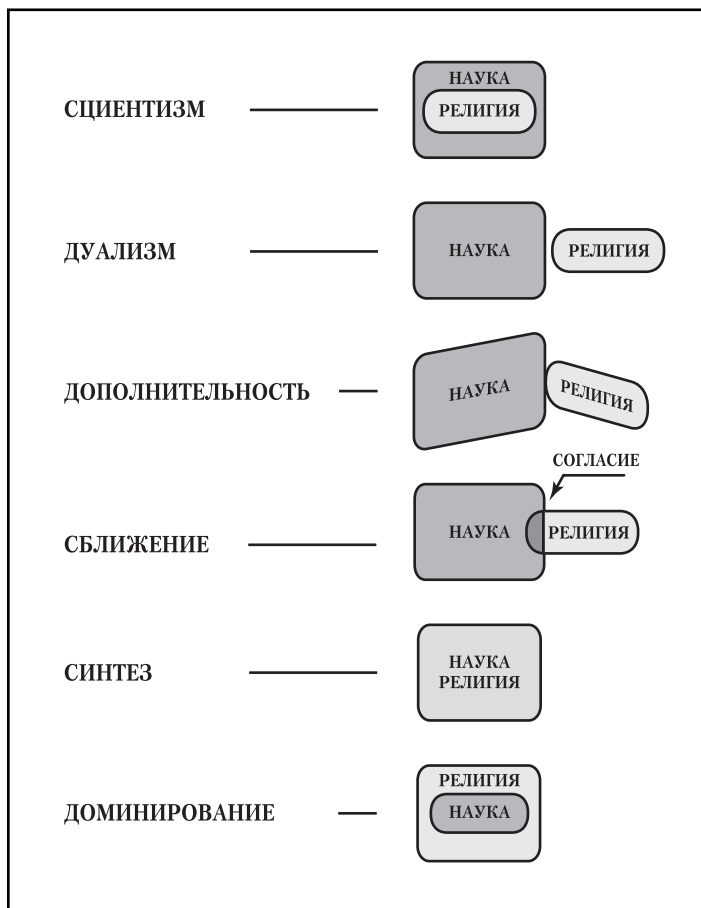 СЦИЕНТИЗМ
НАУКА
РЕЛИГИЯ
ДУАЛИЗМ
НАУКА
РЕЛИГИЯ
ДОПОЛНИТЕЛЬНОСТЬ
НАУКА
РЕЛИГИЯ
СОГЛАСИЕ
СБЛИЖЕНИЕ
НАУКА
РЕЛИГИЯ
СИНТЕЗ
НАУКА
РЕЛИГИЯ
ДОМИНИРОВАНИЕ
РЕЛИГИЯ
НАУКА